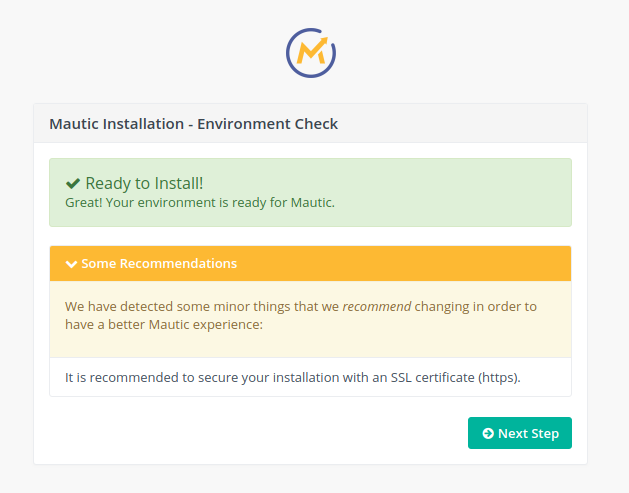 Mautic Installation - Environment Check
Ready to Install!
Great! Your environment is ready for Mautic.
Some Recommendations
We have detected some minor things that we recommend changing in order to
have a better Mautic experience:
It is recommended to secure your installation with an SSL certificate (https).
Next Step